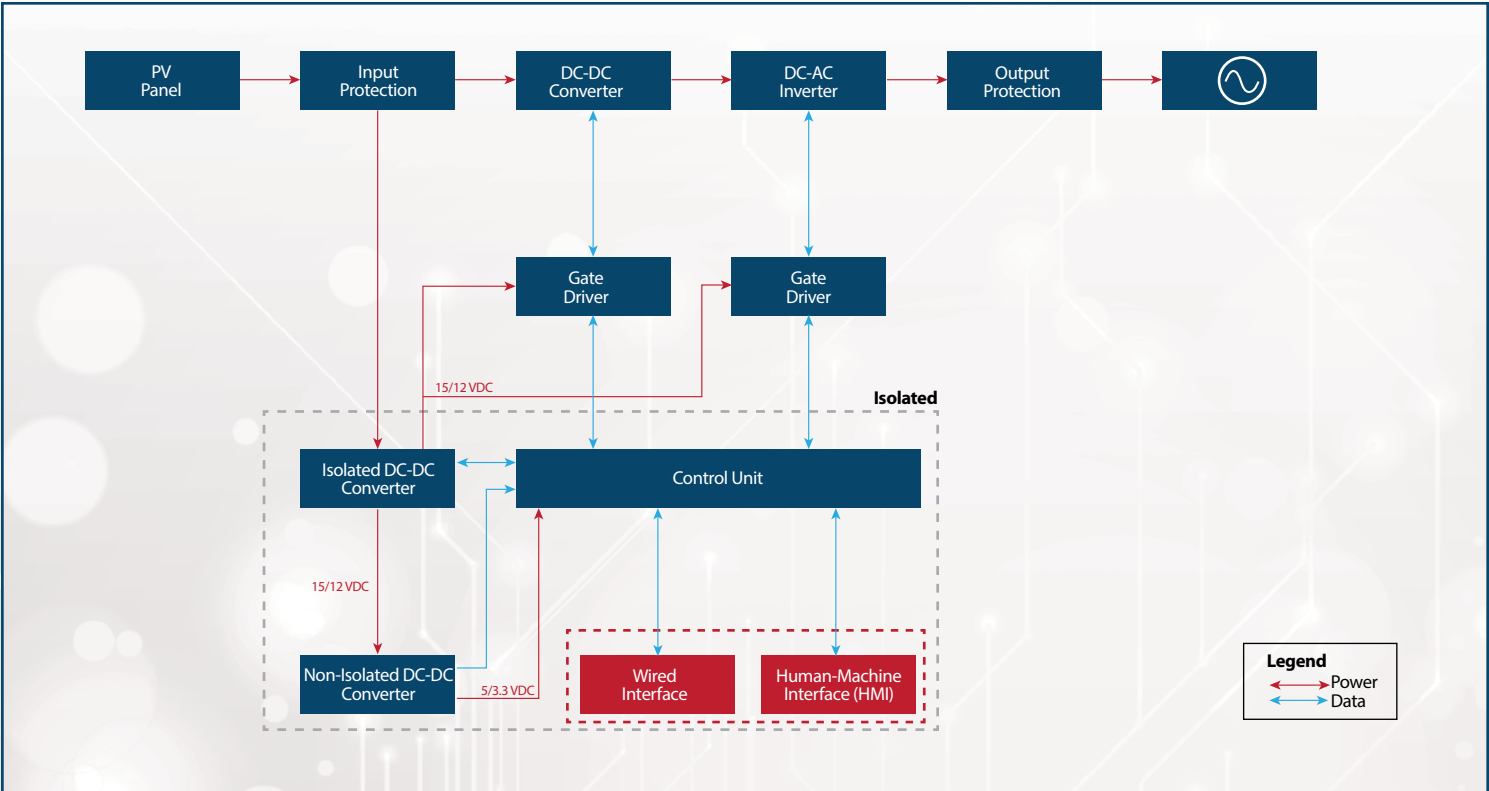 PV
Panel
Input
Protection
DC-DC
Converter
DC-AC
Inverter
Output
Protection
Gate
Driver
Gate
Driver
15/12 VDC
Isolated
Isolated DC-DC
Converter
Control Unit
15/12 VDC
Non-Isolated DC-DC
Converter
5/3.3 VDC
Wired
Interface
Human-Machine
Interface (HMI)
Legend
Power
Data